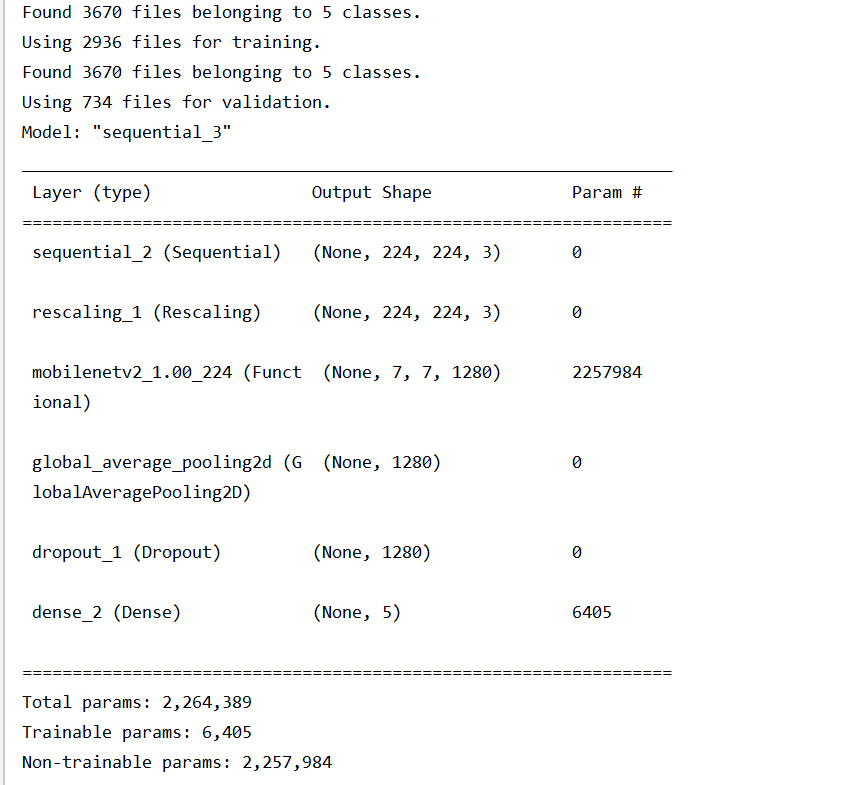 Found 3670 files belonging to 5 classes.
Using 2936 files for training.
Found 3670 files belonging to 5 classes.
Using 734 files for validation.
Model: "sequential_3"
_________________________________________________________________
 Layer (type)                Output Shape              Param #
=================================================================
 sequential_2 (Sequential)   (None, 224, 224, 3)       0
 rescaling_1 (Rescaling)     (None, 224, 224, 3)       0
 mobilenetv2_1.00_224 (Funct  (None, 7, 7, 1280)       2257984
 ional)
 global_average_pooling2d (G  (None, 1280)             0
 lobalAveragePooling2D)
 dropout_1 (Dropout)         (None, 1280)              0
 dense_2 (Dense)             (None, 5)                 6405
=================================================================
Total params: 2,264,389
Trainable params: 6,405
Non-trainable params: 2,257,984